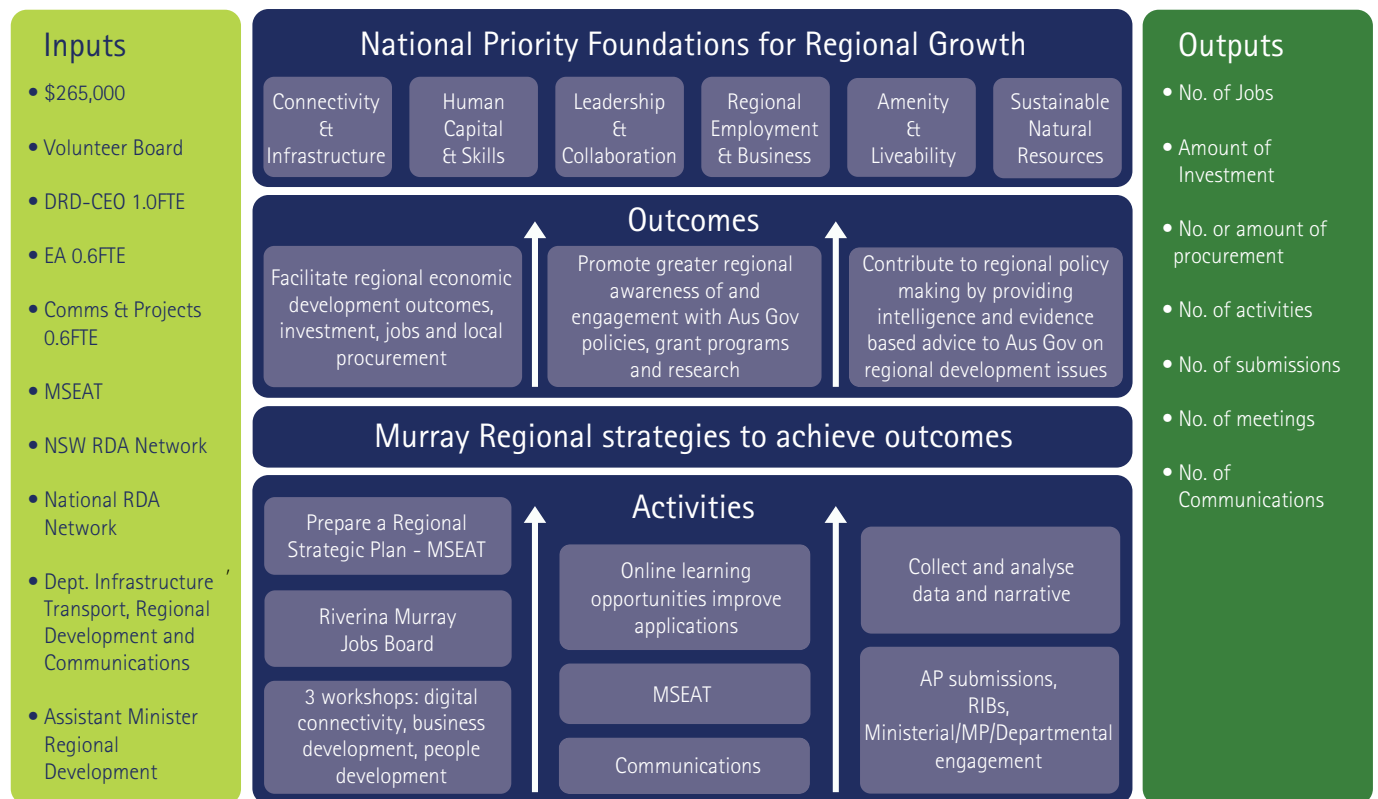 Inputs
• $265,000
• Volunteer Board
• DRD-CEO 1.0FTE
• EA 0.6FTE
• Comms & Projects
0.6FTE
• MSEAT
• NSW RDA Network
• National RDA
Network
• Dept. Infrastructure ,
Transport, Regional
Development and
Communications
• Assistant Minister
Regional
Development
National Priority Foundations for Regional Growth
Connectivity
&
Infrastructure
Human
Capital
& Skills
Leadership
&
Collaboration
Regional
Employment
& Business
Amenity
&
Liveability
Sustainable
Natural
Resources
Outcomes
Facilitate regional economic
development outcomes,
investment, jobs and local
procurement
Promote greater regional
awareness of and
engagement with Aus Gov
policies, grant programs
and research
Contribute to regional policy
making by providing
intelligence and evidence
based advice to Aus Gov on
regional development issues
Murray Regional strategies to achieve outcomes
Activities
Prepare a Regional
Strategic Plan - MSEAT
Riverina Murray
Jobs Board
3 workshops: digital
connectivity, business
development, people
development
Online learning
opportunities improve
applications
MSEAT
Communications
Collect and analyse
data and narrative
AP submissions,
RIBs,
Ministerial/MP/Departmental
engagement
Outputs
• No. of Jobs
• Amount of
Investment
• No. or amount of
procurement
• No. of activities
• No. of submissions
• No. of meetings
• No. of
Communications